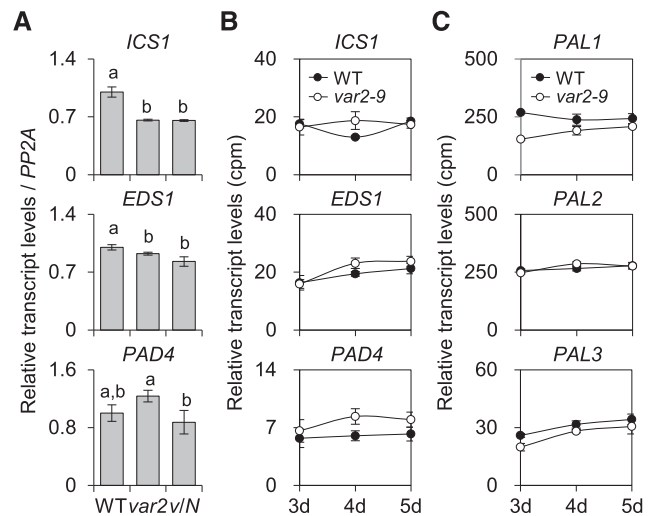 A
Relative transcript levels / PP2A
ICS1
1.4
0.7
0
a
b
b
EDS1
1.4
0.7
0
a
b
b
PAD4
1.6
0.8
0
a,b
a
b
WT var2 v/N
B
Relative transcript levels (cpm)
ICS1
40
20
0
WT
var2-9
EDS1
40
20
0
PAD4
14
7
0
3d 4d 5d
C
Relative transcript levels (cpm)
PAL1
500
250
0
WT
var2-9
PAL2
500
250
0
PAL3
60
30
0
3d 4d 5d